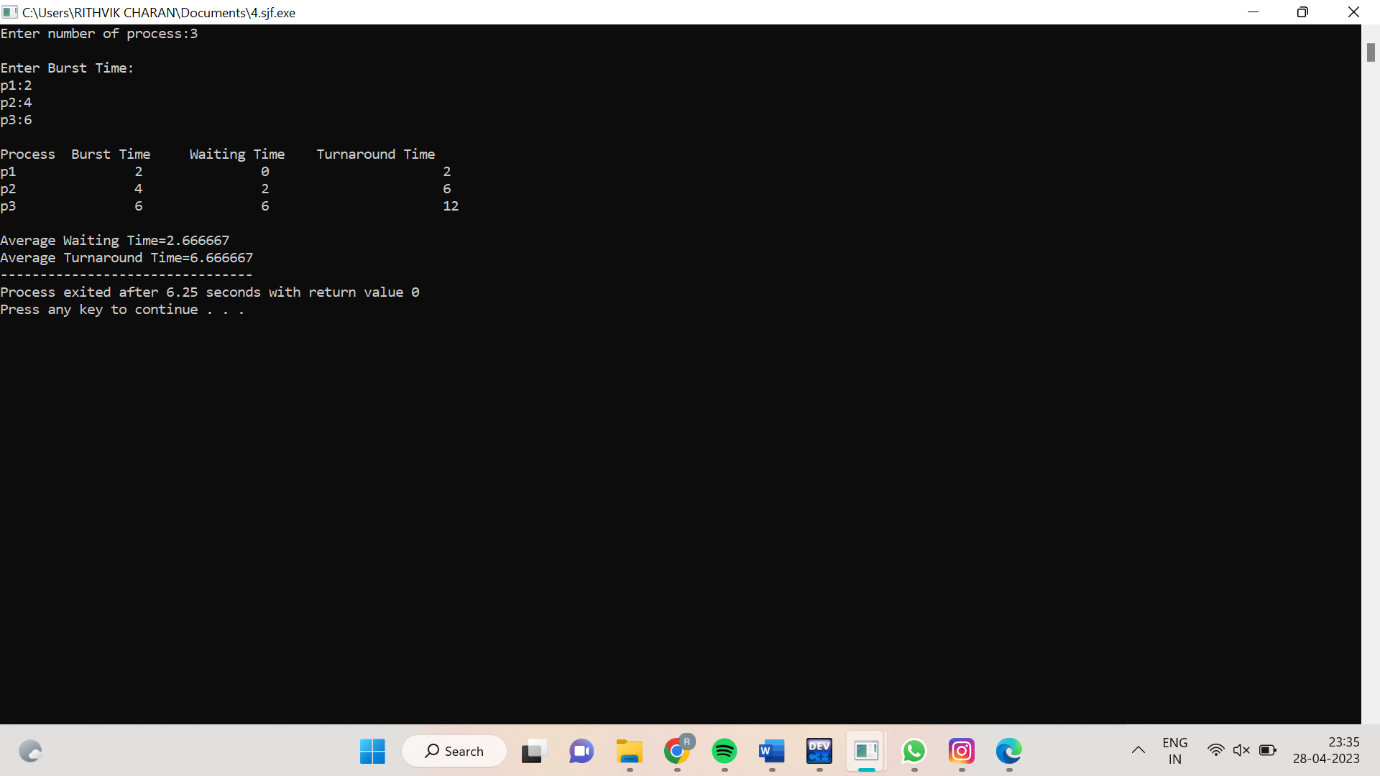 C:\Users\RITHVIK CHARAN\Documents\4.sjf.exe
Enter number of process:3
Enter Burst Time:
p1:2
p2:4
p3:6
Process Burst Time Waiting Time Turnaround Time
p1 2 0 2
p2 4 2 6
p3 6 6 12
Average Waiting Time=2.666667
Average Turnaround Time=6.666667
--------------------------------
Process exited after 6.25 seconds with return value 0
Press any key to continue . . .
Search
R
W
DEV
C++
ENG
IN
23:35
28-04-2023